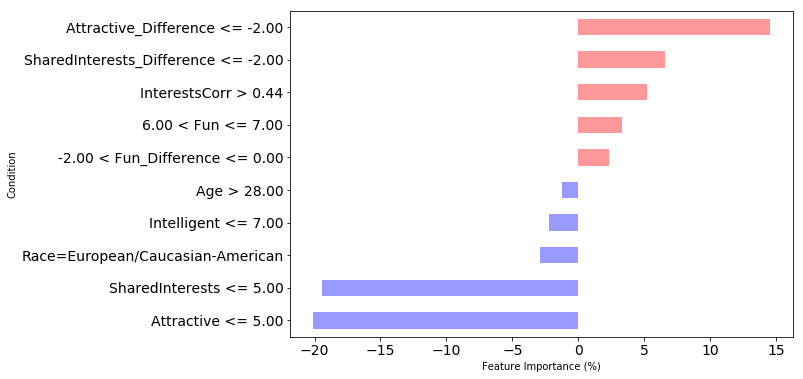 Attractive_Difference <= -2.00
SharedInterests_Difference <= -2.00
InterestsCorr > 0.44
6.00 < Fun <= 7.00
-2.00 < Fun_Difference <= 0.00
Age > 28.00
Intelligent <= 7.00
Race=European/Caucasian-American
SharedInterests <= 5.00
Attractive <= 5.00
Condition
−20 −15 −10 −5 0 5 10 15
Feature Importance (%)